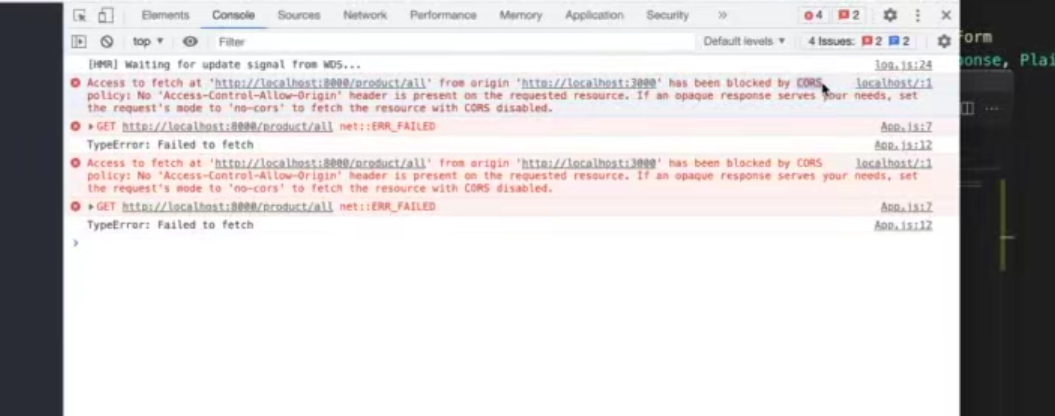 Elements Console Sources Network Performance Memory Application Security » 4 2
top ▼ Filter Default levels ▼ 4 Issues: 2 2
[HMR] Waiting for update signal from WDS... log.js:24
Access to fetch at 'http://localhost:8000/product/all' from origin 'http://localhost:3000' has been blocked by CORS localhost/:1
policy: No 'Access-Control-Allow-Origin' header is present on the requested resource. If an opaque response serves your needs, set
the request's mode to 'no-cors' to fetch the resource with CORS disabled.
GET http://localhost:8000/product/all net::ERR_FAILED App.js:7
TypeError: Failed to fetch App.js:12
Access to fetch at 'http://localhost:8000/product/all' from origin 'http://localhost:3000' has been blocked by CORS localhost/:1
policy: No 'Access-Control-Allow-Origin' header is present on the requested resource. If an opaque response serves your needs, set
the request's mode to 'no-cors' to fetch the resource with CORS disabled.
GET http://localhost:8000/product/all net::ERR_FAILED App.js:7
TypeError: Failed to fetch App.js:12
Form
ponse, Plai